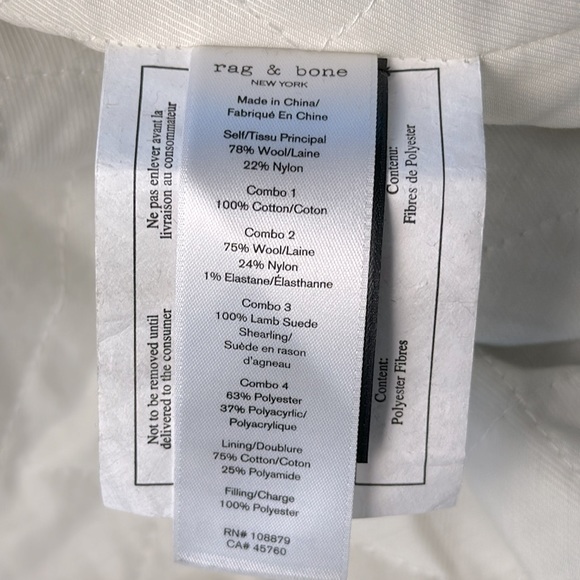 rag & bone
NEW YORK
Made in China/
Fabriqué En Chine
Self/Tissu Principal
78% Wool/Laine
22% Nylon
Combo 1
100% Cotton/Coton
Combo 2
75% Wool/Laine
24% Nylon
1% Elastane/Élasthanne
Combo 3
100% Lamb Suede
Shearling/
Suède en rason
d'agneau
Combo 4
63% Polyester
37% Polyacyrlic/
Polyacrylique
Lining/Doublure
75% Cotton/Coton
25% Polyamide
Filling/Charge
100% Polyester
RN# 108879
CA# 45760
Not to be removed until
delivered to the consumer
Ne pas enlever avant la
livraison au consommateur
Content:
Polyester Fibres
Contenu:
Fibres de Polyester